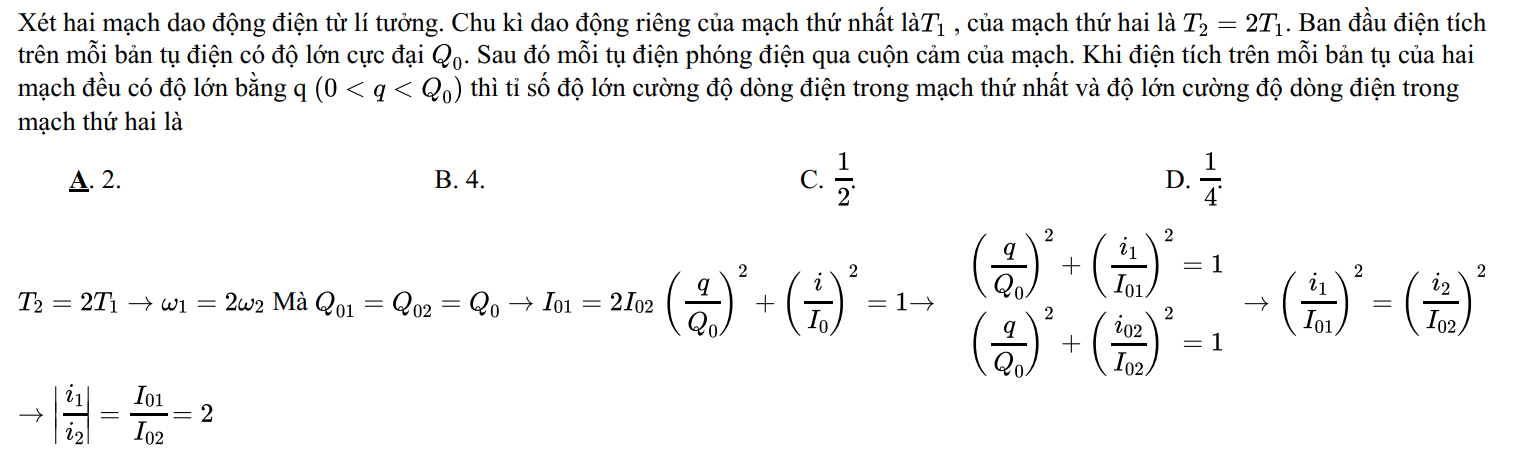 Xét hai mạch dao động điện từ lí tưởng. Chu kì dao động riêng của mạch thứ nhất là$T_1$ , của mạch thứ hai là $T_2 = 2T_1$. Ban đầu điện tích
trên mỗi bản tụ điện có độ lớn cực đại $Q_0$. Sau đó mỗi tụ điện phóng điện qua cuộn cảm của mạch. Khi điện tích trên mỗi bản tụ của hai
mạch đều có độ lớn bằng q $(0 < q < Q_0)$ thì tỉ số độ lớn cường độ dòng điện trong mạch thứ nhất và độ lớn cường độ dòng điện trong
mạch thứ hai là
A. 2. B. 4. C. $\frac{1}{2}$. D. $\frac{1}{4}$.
$T_2 = 2T_1 \rightarrow \omega_1 = 2\omega_2$ Mà $Q_{01} = Q_{02} = Q_0 \rightarrow I_{01} = 2I_{02}$ $\left(\frac{q}{Q_0}\right)^2 + \left(\frac{i}{I_0}\right)^2 = 1 \rightarrow$ $\begin{matrix} \left(\frac{q}{Q_0}\right)^2 + \left(\frac{i_1}{I_{01}}\right)^2 = 1 \\ \left(\frac{q}{Q_0}\right)^2 + \left(\frac{i_{02}}{I_{02}}\right)^2 = 1 \end{matrix}$ $\rightarrow \left(\frac{i_1}{I_{01}}\right)^2 = \left(\frac{i_2}{I_{02}}\right)^2$
$\rightarrow \left|\frac{i_1}{i_2}\right| = \frac{I_{01}}{I_{02}} = 2$